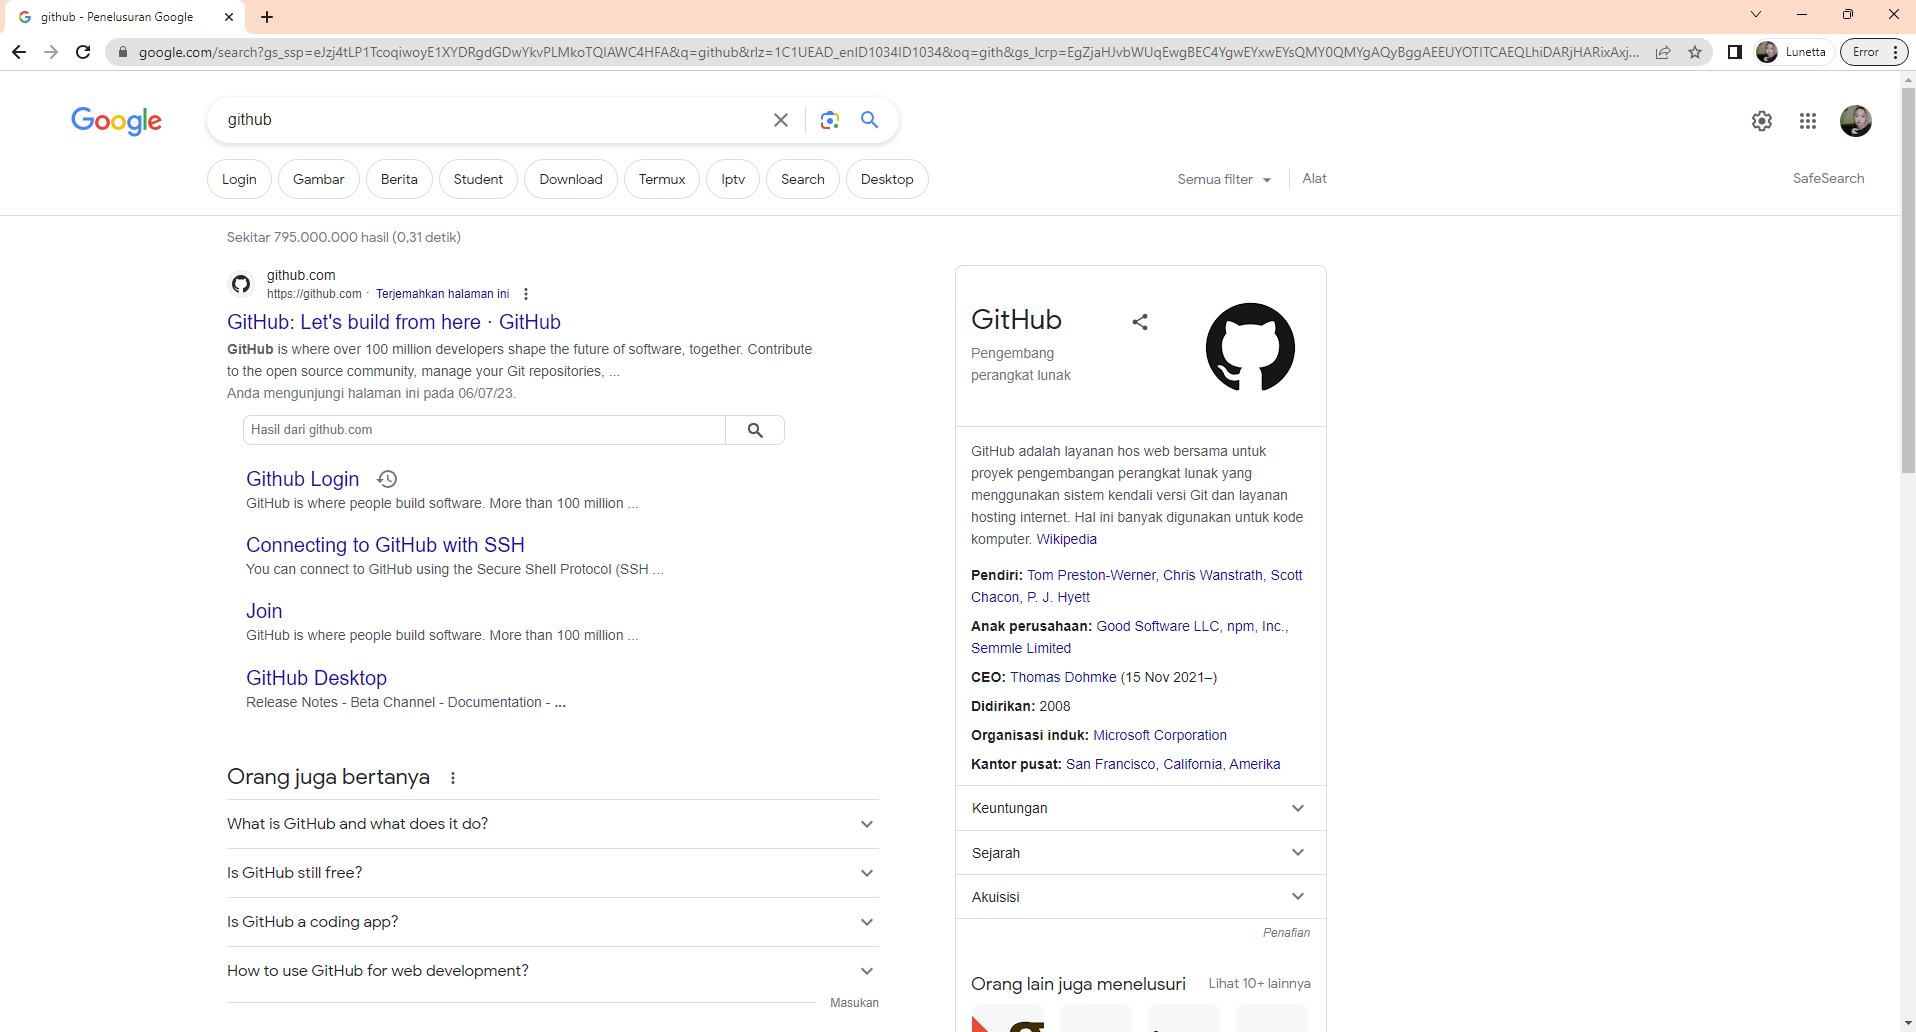 github - Penelusuran Google
google.com/search?gs_ssp=eJzj4tLP1TcoqiwoyE1XYDRgdGDwYkvPLMkoTQIAWC4HFA&q=github&rlz=1C1UEAD_enID1034ID1034&oq=gith&gs_lcrp=EgZjaHJvbWUqEwgBEC4YgwEYxwEYsQMY0QMYgAQyBggAEEUYOTITCAEQLhiDARjHARixAxj...
Lunetta
Error
Google
github
Login
Gambar
Berita
Student
Download
Termux
Iptv
Search
Desktop
Semua filter
Alat
SafeSearch
Sekitar 795.000.000 hasil (0,31 detik)
github.com
https://github.com · Terjemahkan halaman ini
GitHub: Let's build from here · GitHub
GitHub is where over 100 million developers shape the future of software, together. Contribute
to the open source community, manage your Git repositories, ...
Anda mengunjungi halaman ini pada 06/07/23.
Hasil dari github.com
Github Login
GitHub is where people build software. More than 100 million ...
Connecting to GitHub with SSH
You can connect to GitHub using the Secure Shell Protocol (SSH ...
Join
GitHub is where people build software. More than 100 million ...
GitHub Desktop
Release Notes - Beta Channel - Documentation - ...
Orang juga bertanya
What is GitHub and what does it do?
Is GitHub still free?
Is GitHub a coding app?
How to use GitHub for web development?
Masukan
GitHub
Pengembang
perangkat lunak
GitHub adalah layanan hos web bersama untuk
proyek pengembangan perangkat lunak yang
menggunakan sistem kendali versi Git dan layanan
hosting internet. Hal ini banyak digunakan untuk kode
komputer. Wikipedia
Pendiri: Tom Preston-Werner, Chris Wanstrath, Scott
Chacon, P. J. Hyett
Anak perusahaan: Good Software LLC, npm, Inc.,
Semmle Limited
CEO: Thomas Dohmke (15 Nov 2021–)
Didirikan: 2008
Organisasi induk: Microsoft Corporation
Kantor pusat: San Francisco, California, Amerika
Keuntungan
Sejarah
Akuisisi
Penafian
Orang lain juga menelusuri
Lihat 10+ lainnya